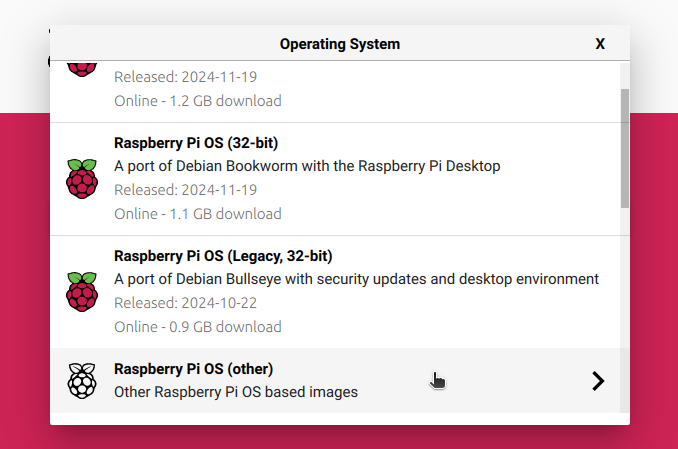 Operating System
X
Released: 2024-11-19
Online - 1.2 GB download
Raspberry Pi OS (32-bit)
A port of Debian Bookworm with the Raspberry Pi Desktop
Released: 2024-11-19
Online - 1.1 GB download
Raspberry Pi OS (Legacy, 32-bit)
A port of Debian Bullseye with security updates and desktop environment
Released: 2024-10-22
Online - 0.9 GB download
Raspberry Pi OS (other)
Other Raspberry Pi OS based images